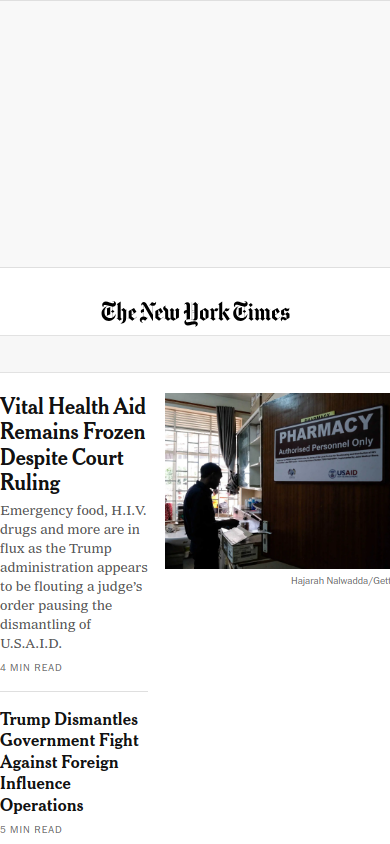 The New York Times
Vital Health Aid
Remains Frozen
Despite Court
Ruling
Emergency food, H.I.V.
drugs and more are in
flux as the Trump
administration appears
to be flouting a judge's
order pausing the
dismantling of
U.S.A.I.D.
4 MIN READ
PHARMACY
PHARMACY
Authorised Personnel Only
USAID
Hajarah Nalwadda/Gett
Trump Dismantles
Government Fight
Against Foreign
Influence
Operations
5 MIN READ